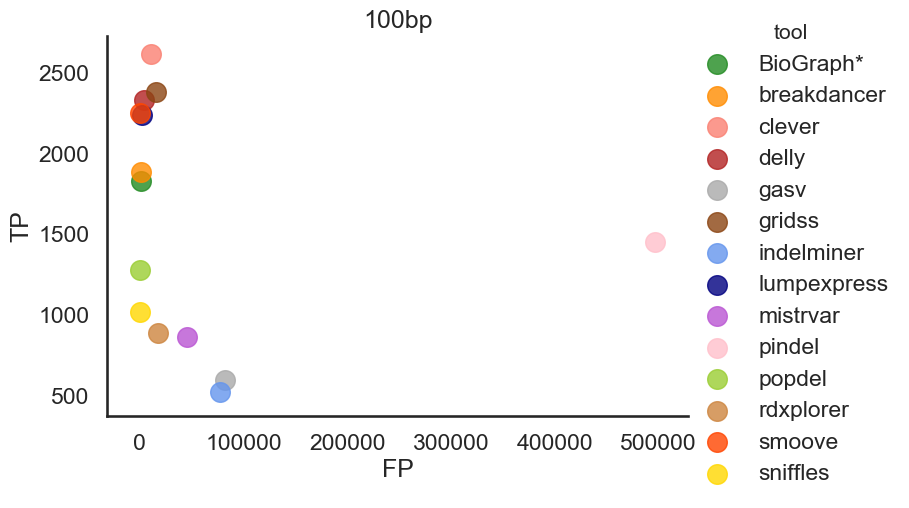 100bp
TP
2500
2000
1500
1000
500
0
100000
200000
300000
400000
500000
FP
tool
BioGraph*
breakdancer
clever
delly
gasv
gridss
indelminer
lumpexpress
mistrvar
pindel
popdel
rdxplorer
smoove
sniffles